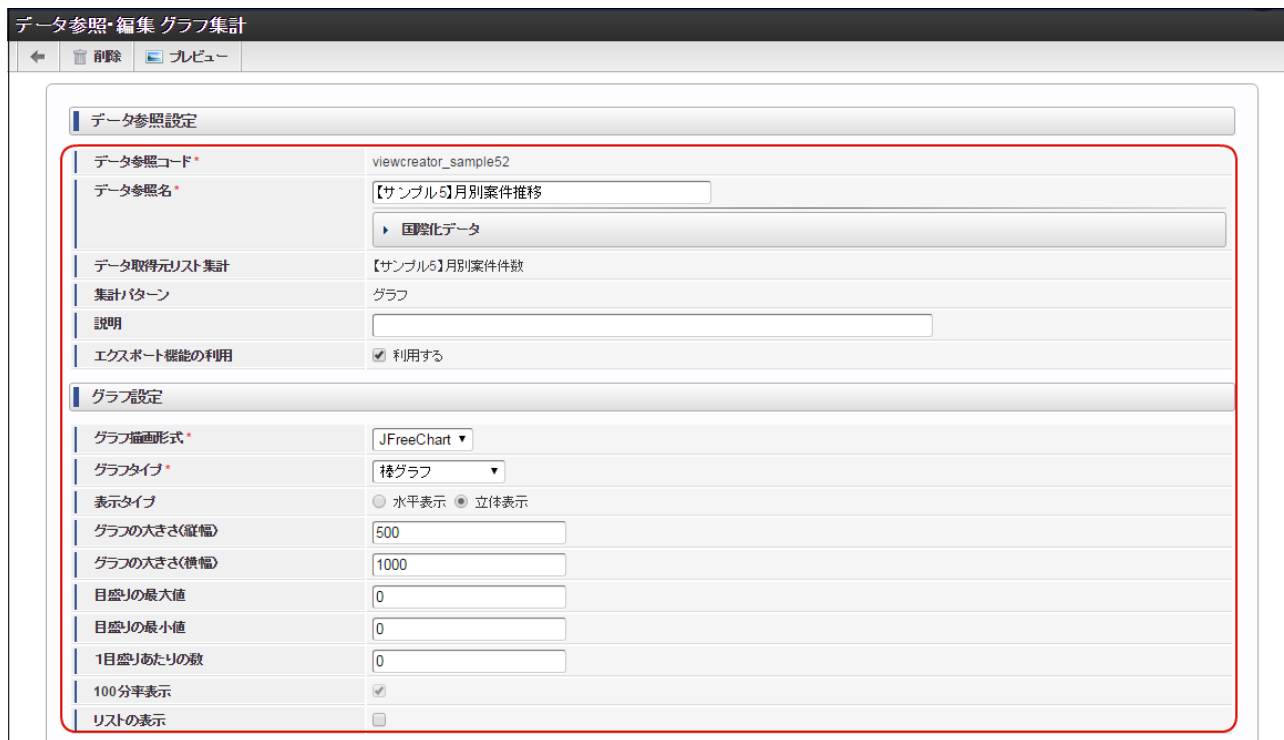 データ参照・編集 グラフ集計
削除 プレビュー
データ参照設定
データ参照コード* viewcreator_sample52
データ参照名* 【サンプル5】月別案件推移
国際化データ
データ取得元リスト集計 【サンプル5】月別案件件数
集計パターン グラフ
説明
エクスポート機能の利用 利用する
グラフ設定
グラフ描画形式* JFreeChart
グラフタイプ* 棒グラフ
表示タイプ 水平表示 立体表示
グラフの大きさ(縦幅) 500
グラフの大きさ(横幅) 1000
目盛りの最大値 0
目盛りの最小値 0
1目盛りあたりの数 0
100分率表示
リストの表示